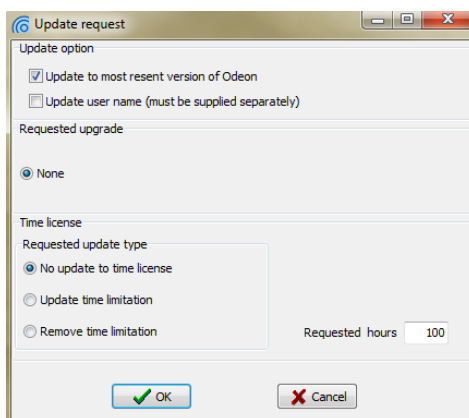 Update request
Update option
Update to most resent version of Odeon
Update user name (must be supplied separately)
Requested upgrade
None
Time license
Requested update type
No update to time license
Update time limitation
Remove time limitation
Requested hours 100
OK Cancel